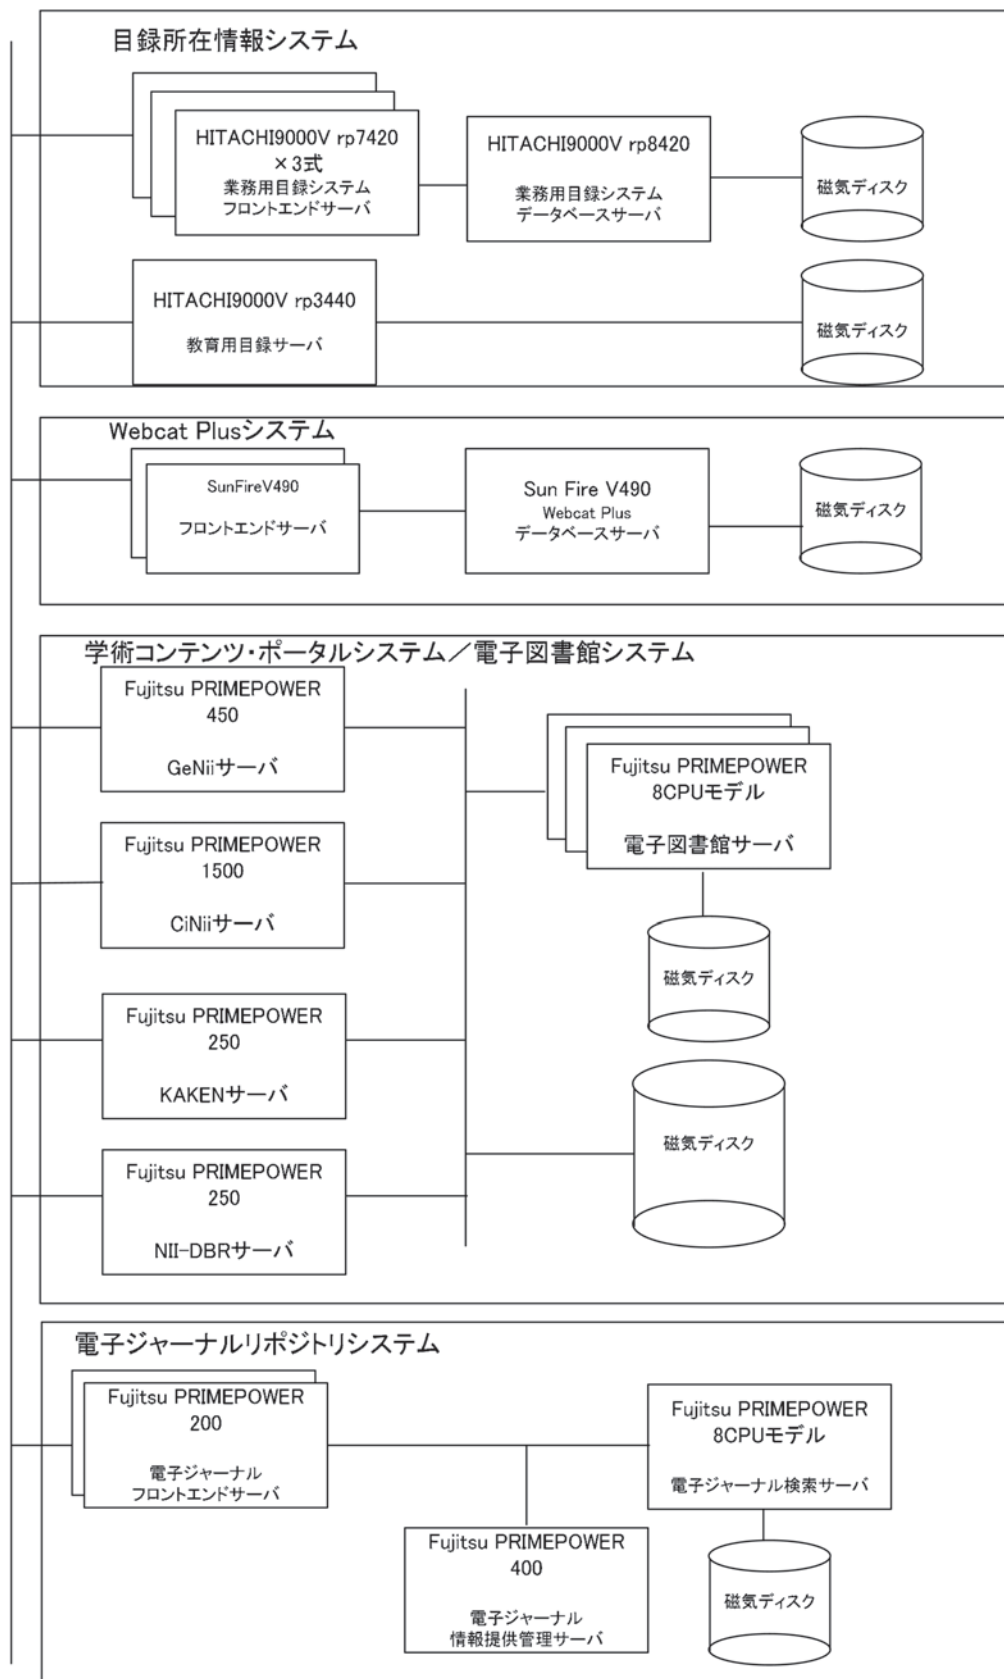 目録所在情報システム
HITACHI9000V rp7420
×3式
業務用目録システム
フロントエンドサーバ
HITACHI9000V rp8420
業務用目録システム
データベースサーバ
磁気ディスク
HITACHI9000V rp3440
教育用目録サーバ
磁気ディスク
Webcat Plusシステム
SunFireV490
フロントエンドサーバ
Sun Fire V490
Webcat Plus
データベースサーバ
磁気ディスク
学術コンテンツ・ポータルシステム／電子図書館システム
Fujitsu PRIMEPOWER
450
GeNiiサーバ
Fujitsu PRIMEPOWER
8CPUモデル
電子図書館サーバ
Fujitsu PRIMEPOWER
1500
CiNiiサーバ
磁気ディスク
Fujitsu PRIMEPOWER
250
KAKENサーバ
磁気ディスク
Fujitsu PRIMEPOWER
250
NII-DBRサーバ
電子ジャーナルリポジトリシステム
Fujitsu PRIMEPOWER
200
電子ジャーナル
フロントエンドサーバ
Fujitsu PRIMEPOWER
8CPUモデル
電子ジャーナル検索サーバ
Fujitsu PRIMEPOWER
400
電子ジャーナル
情報提供管理サーバ
磁気ディスク